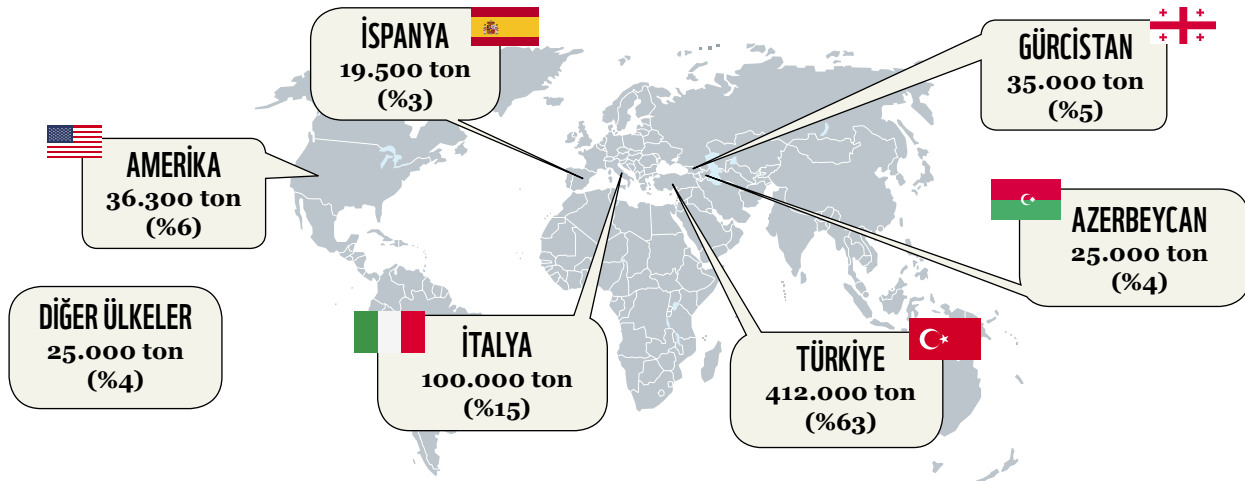 İSPANYA
19.500 ton
(%3)
GÜRCİSTAN
35.000 ton
(%5)
AMERİKA
36.300 ton
(%6)
AZERBEYCAN
25.000 ton
(%4)
DİĞER ÜLKELER
25.000 ton
(%4)
İTALYA
100.000 ton
(%15)
TÜRKİYE
412.000 ton
(%63)